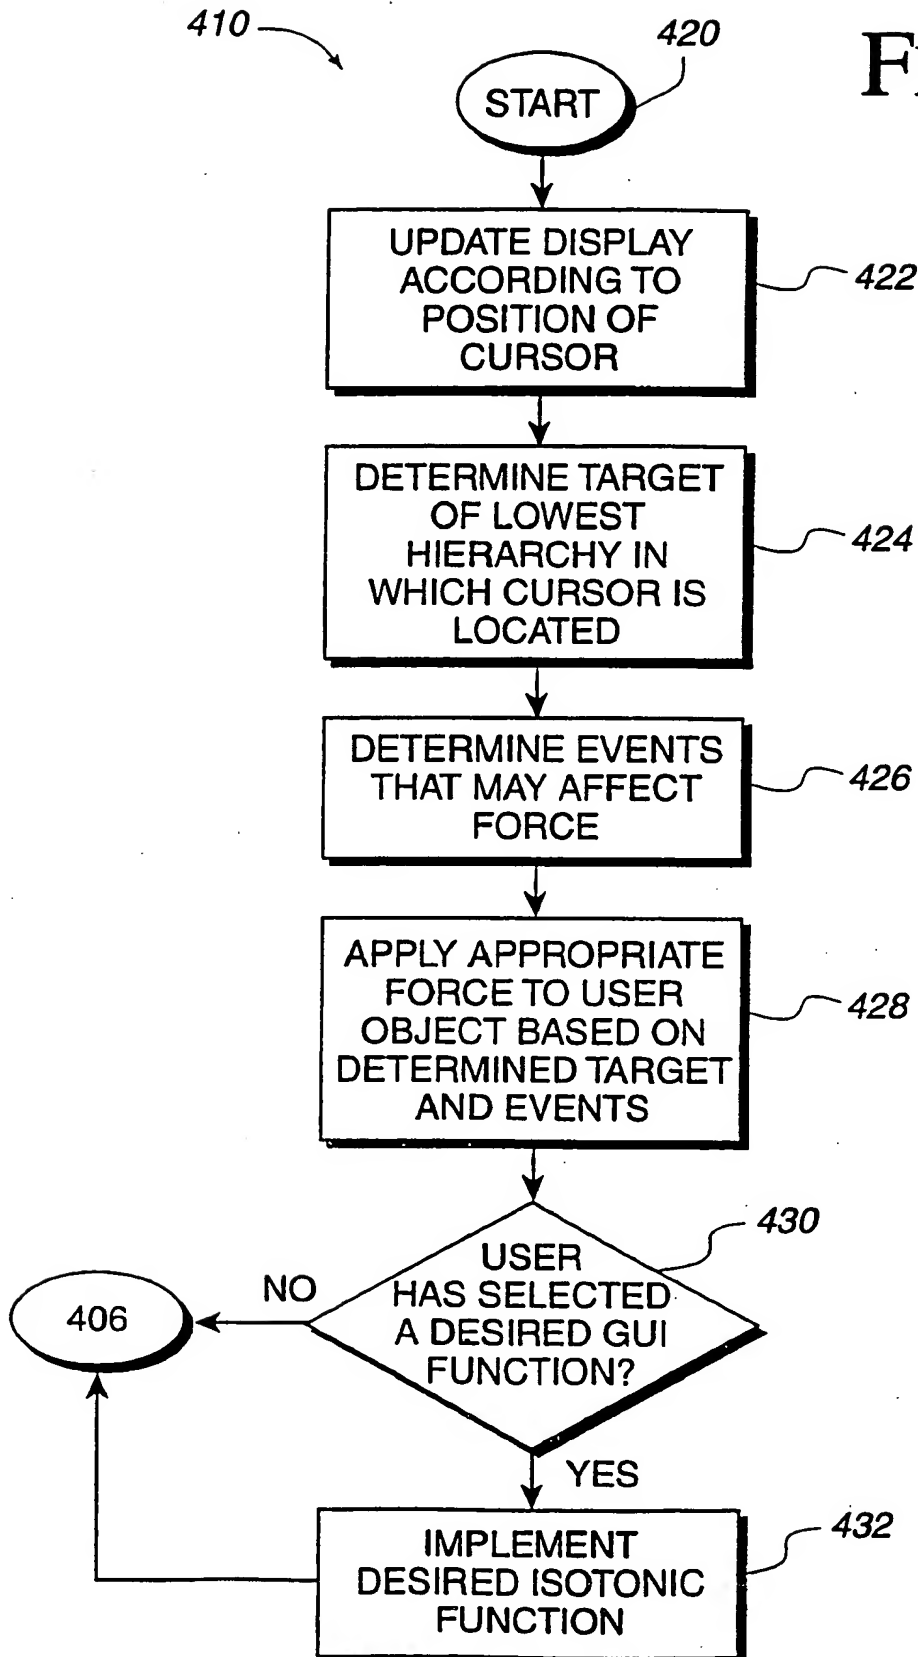 410
420
START
UPDATE DISPLAY
ACCORDING TO
POSITION OF
CURSOR
422
DETERMINE TARGET
OF LOWEST
HIERARCHY IN
WHICH CURSOR IS
LOCATED
424
DETERMINE EVENTS
THAT MAY AFFECT
FORCE
426
APPLY APPROPRIATE
FORCE TO USER
OBJECT BASED ON
DETERMINED TARGET
AND EVENTS
428
430
USER
HAS SELECTED
A DESIRED GUI
FUNCTION?
NO
406
YES
IMPLEMENT
DESIRED ISOTONIC
FUNCTION
432